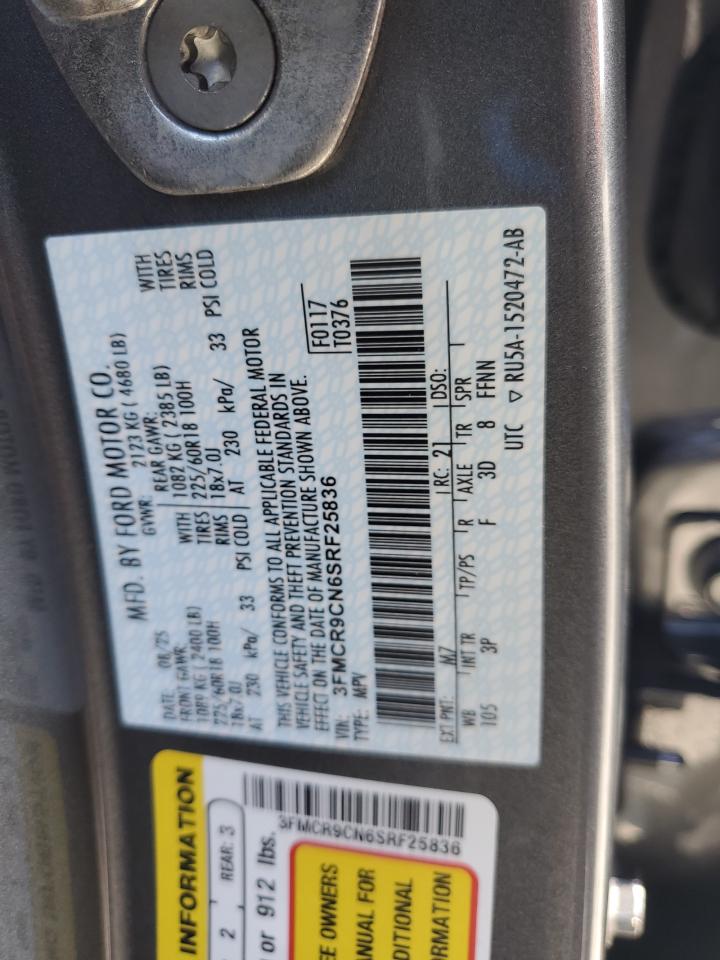 MFD. BY FORD MOTOR CO.
DATE: 08/25 GVWR: 2123 KG ( 4680 LB)
FRONT GAWR: REAR GAWR:
1089 KG ( 2400 LB) WITH 1082 KG ( 2385 LB) WITH
225/60R18 100H TIRES 225/60R18 100H TIRES
18x7.0J RIMS 18x7.0J RIMS
AT 230 kPa/ 33 PSI COLD AT 230 kPa/ 33 PSI COLD
THIS VEHICLE CONFORMS TO ALL APPLICABLE FEDERAL MOTOR
VEHICLE SAFETY AND THEFT PREVENTION STANDARDS IN
EFFECT ON THE DATE OF MANUFACTURE SHOWN ABOVE.
VIN: 3FMCR9CN6SRF25836 F0117
TYPE: MPV T0376
EXT PNT: M7 RC: 21 DSO:
WB INT TR TP/PS R AXLE TR SPR
105 3P F 3D 8 FFNN
UTC ▽ RU5A-1520472-AB
INFORMATION
2 REAR: 3
or 912 lbs.
3FMCR9CN6SRF25836
OWNERS
FOR